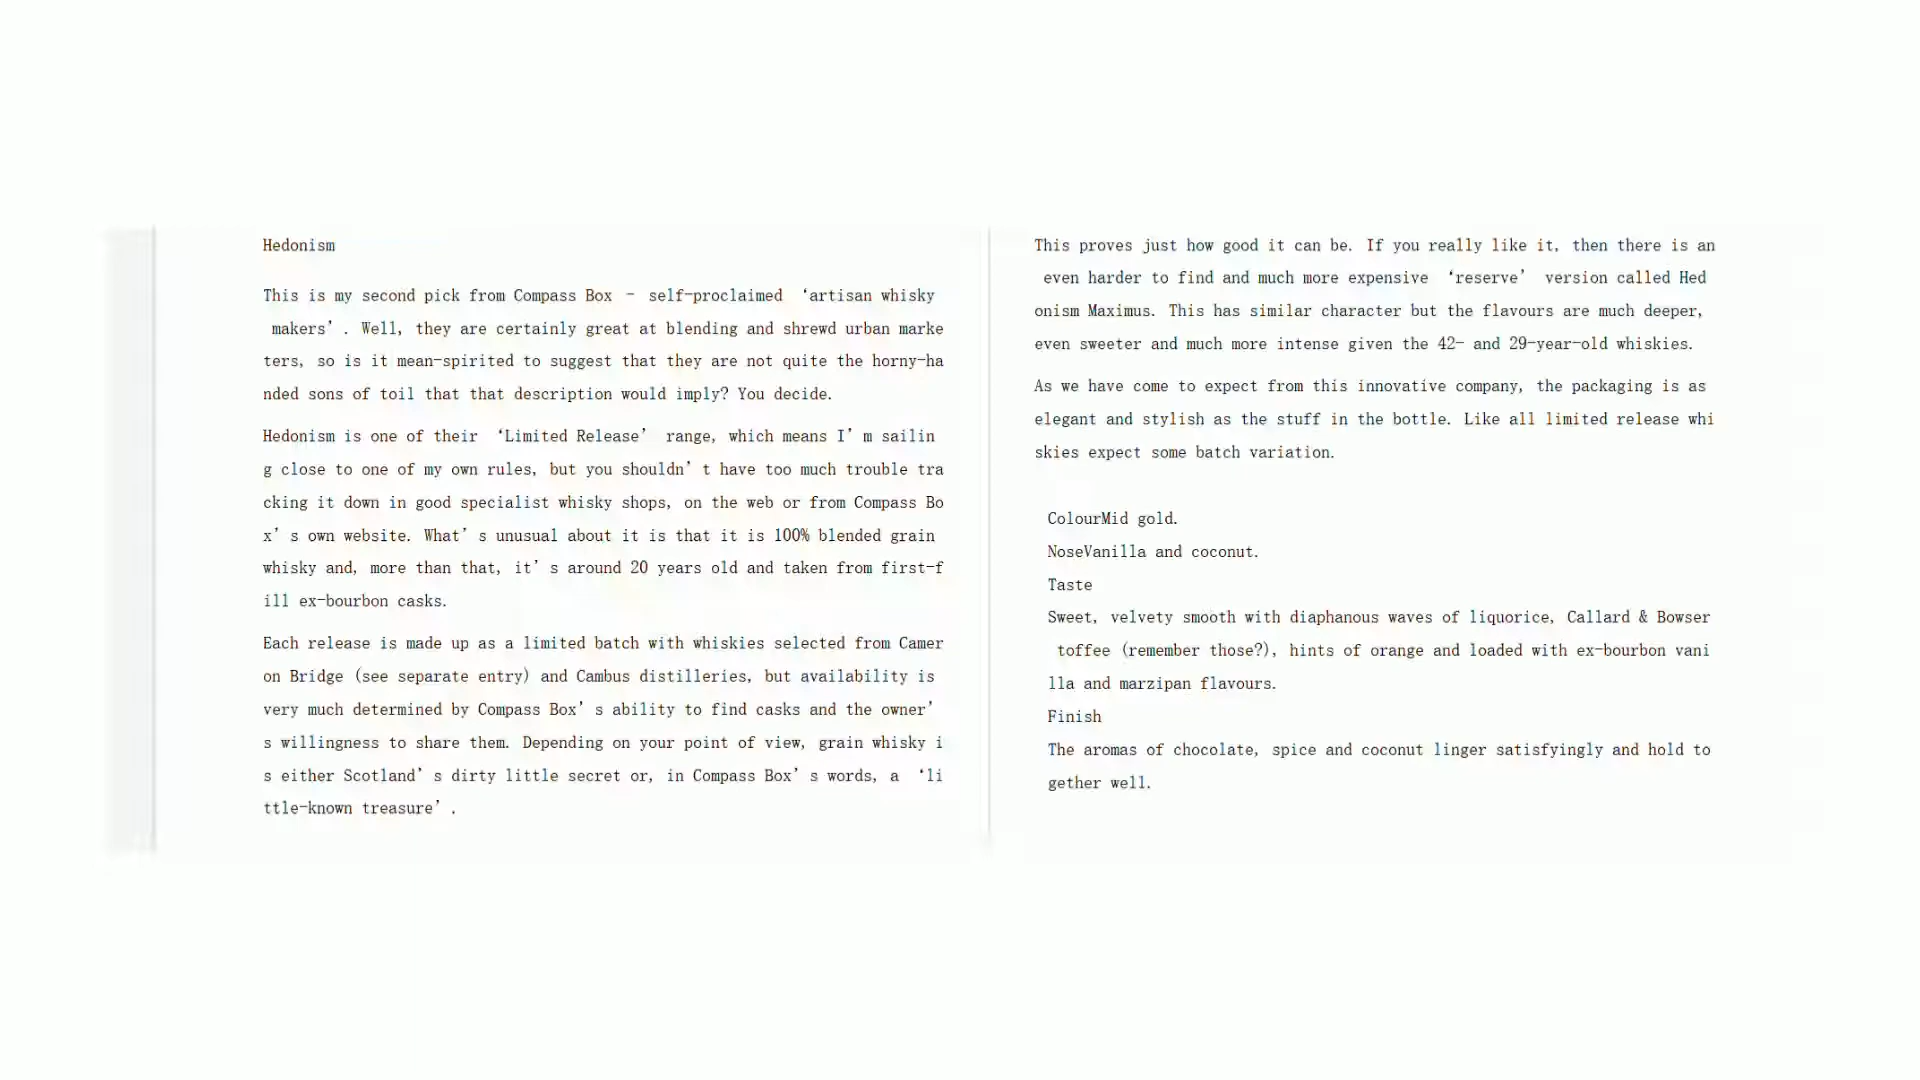 Hedonism
This is my second pick from Compass Box – self-proclaimed ‘artisan whisky
makers’. Well, they are certainly great at blending and shrewd urban marke
ters, so is it mean-spirited to suggest that they are not quite the horny-ha
nded sons of toil that that description would imply? You decide.
Hedonism is one of their ‘Limited Release’ range, which means I’m sailin
g close to one of my own rules, but you shouldn’t have too much trouble tra
cking it down in good specialist whisky shops, on the web or from Compass Bo
x’s own website. What’s unusual about it is that it is 100% blended grain
whisky and, more than that, it’s around 20 years old and taken from first-f
ill ex-bourbon casks.
Each release is made up as a limited batch with whiskies selected from Camer
on Bridge (see separate entry) and Cambus distilleries, but availability is
very much determined by Compass Box’s ability to find casks and the owner’
s willingness to share them. Depending on your point of view, grain whisky i
s either Scotland’s dirty little secret or, in Compass Box’s words, a ‘li
ttle-known treasure’.
This proves just how good it can be. If you really like it, then there is an
even harder to find and much more expensive ‘reserve’ version called Hed
onism Maximus. This has similar character but the flavours are much deeper,
even sweeter and much more intense given the 42- and 29-year-old whiskies.
As we have come to expect from this innovative company, the packaging is as
elegant and stylish as the stuff in the bottle. Like all limited release whi
skies expect some batch variation.
ColourMid gold.
NoseVanilla and coconut.
Taste
Sweet, velvety smooth with diaphanous waves of liquorice, Callard & Bowser
toffee (remember those?), hints of orange and loaded with ex-bourbon vani
lla and marzipan flavours.
Finish
The aromas of chocolate, spice and coconut linger satisfyingly and hold to
gether well.